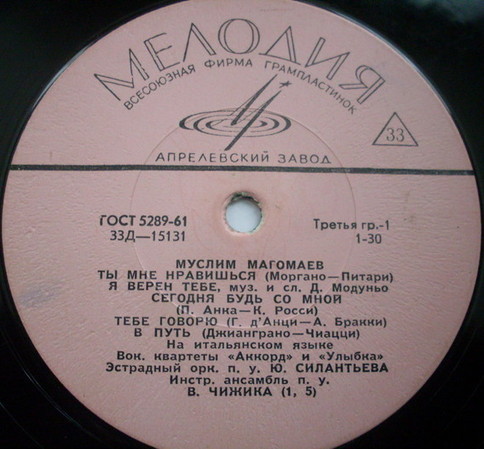 МЕЛОДИЯ
ВСЕСОЮЗНАЯ ФИРМА ГРАМПЛАСТИНОК
33
АПРЕЛЕВСКИЙ ЗАВОД
ГОСТ 5289-61
33Д—15131
Третья гр.-1
1-30
МУСЛИМ МАГОМАЕВ
ТЫ МНЕ НРАВИШЬСЯ (Моргано—Питари)
Я ВЕРЕН ТЕБЕ, муз. и сл. Д. Модуньо
СЕГОДНЯ БУДЬ СО МНОЙ
(П. Анка—К. Росси)
ТЕБЕ ГОВОРЮ (Г. д'Анци—А. Бракки)
В ПУТЬ (Джианграно—Чиацци)
На итальянском языке
Вок. квартеты «Аккорд» и «Улыбка»
Эстрадный орк. п. у. Ю. СИЛАНТЬЕВА
Инстр. ансамбль п. у.
В. ЧИЖИКА (1, 5)